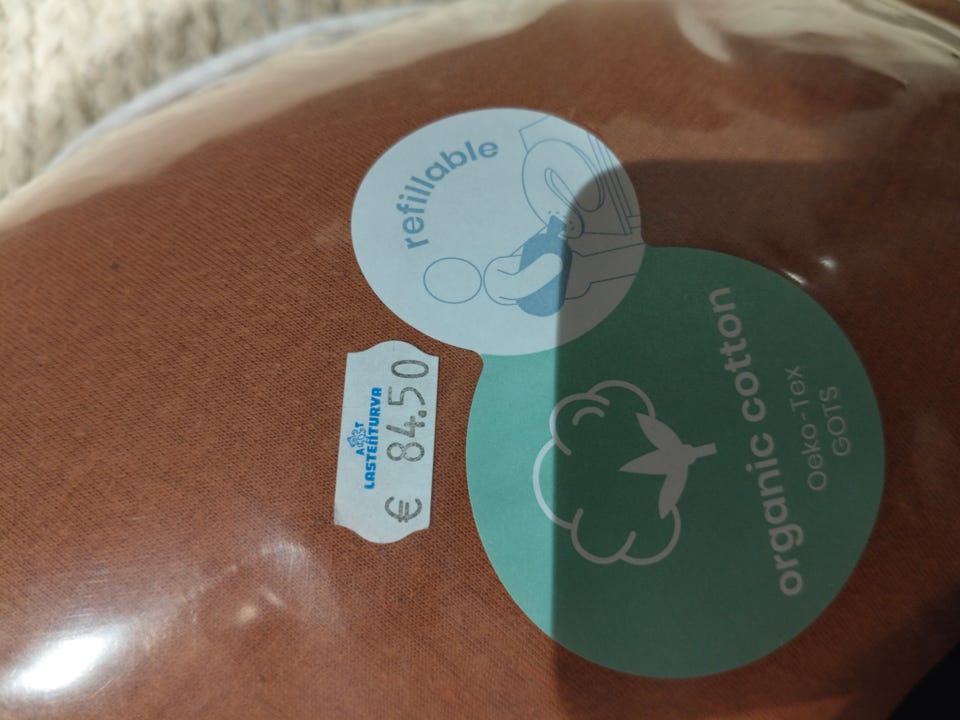 refillable
LASTENTURVA
€ 84.50
organic cotton
Oeko-Tex
GOTS